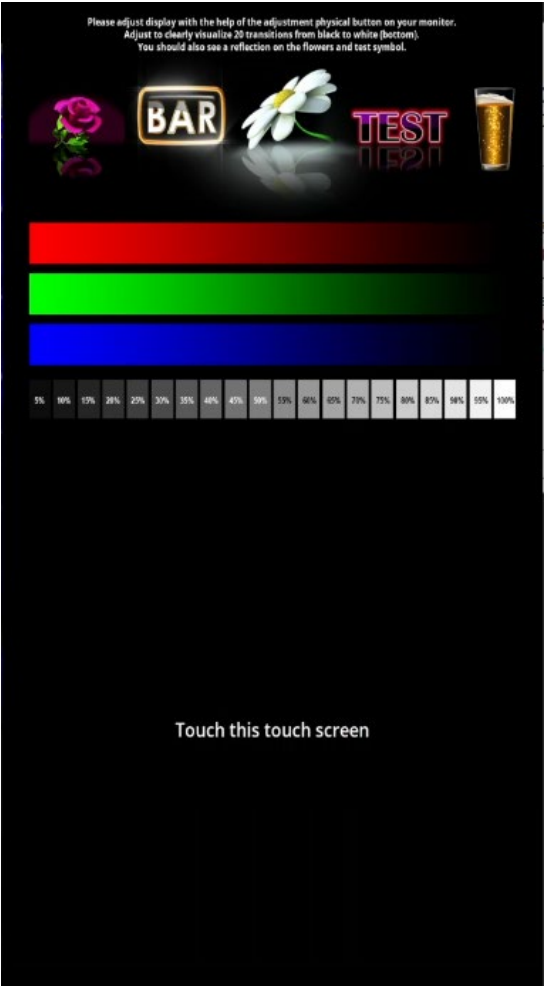 Please adjust display with the help of the adjustment physical button on your monitor.
Adjust to clearly visualize 20 transitions from black to white (bottom).
You should also see a reflection on the flowers and test symbol.
BAR
TEST
5% 10% 15% 20% 25% 30% 35% 40% 45% 50% 55% 60% 65% 70% 75% 80% 85% 90% 95% 100%
Touch this touch screen